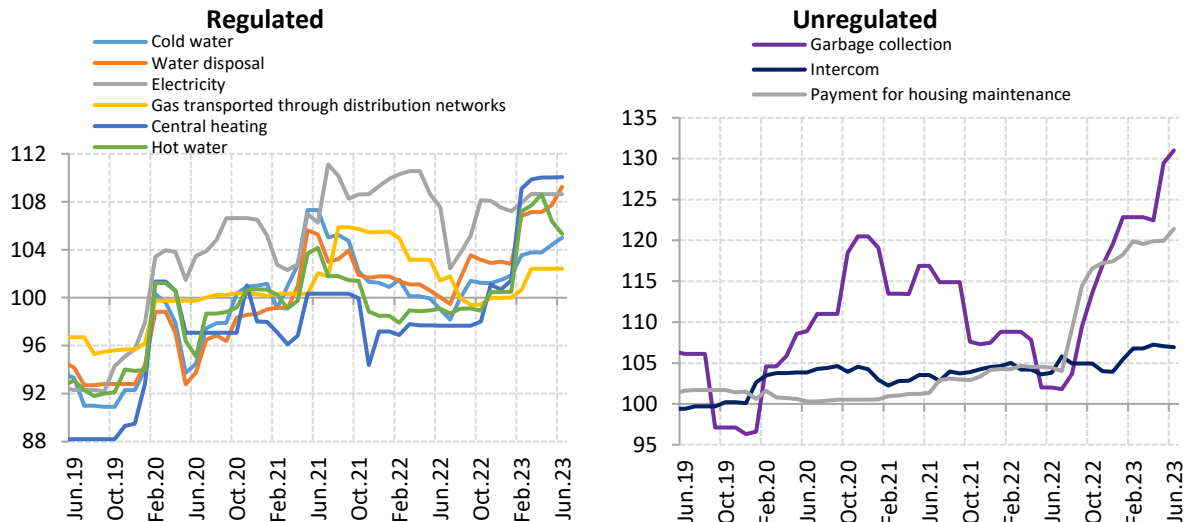 Regulated
Cold water
Water disposal
Electricity
Gas transported through distribution networks
Central heating
Hot water
112
108
104
100
96
92
88
Jun.19
Oct.19
Feb.20
Jun.20
Oct.20
Feb.21
Jun.21
Oct.21
Feb.22
Jun.22
Oct.22
Feb.23
Jun.23
Unregulated
Garbage collection
Intercom
Payment for housing maintenance
135
130
125
120
115
110
105
100
95
Jun.19
Oct.19
Feb.20
Jun.20
Oct.20
Feb.21
Jun.21
Oct.21
Feb.22
Jun.22
Oct.22
Feb.23
Jun.23